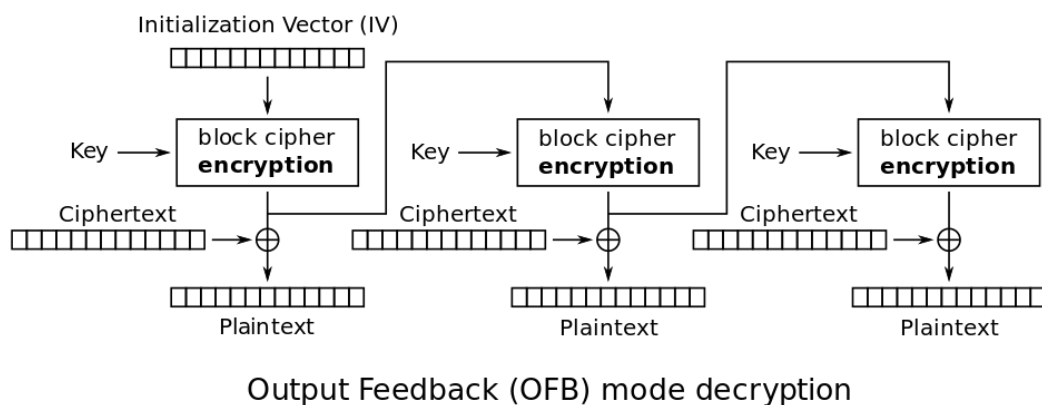 Initialization Vector (IV)
Key
block cipher
encryption
Ciphertext
Plaintext
Key
block cipher
encryption
Ciphertext
Plaintext
Key
block cipher
encryption
Ciphertext
Plaintext
Output Feedback (OFB) mode decryption